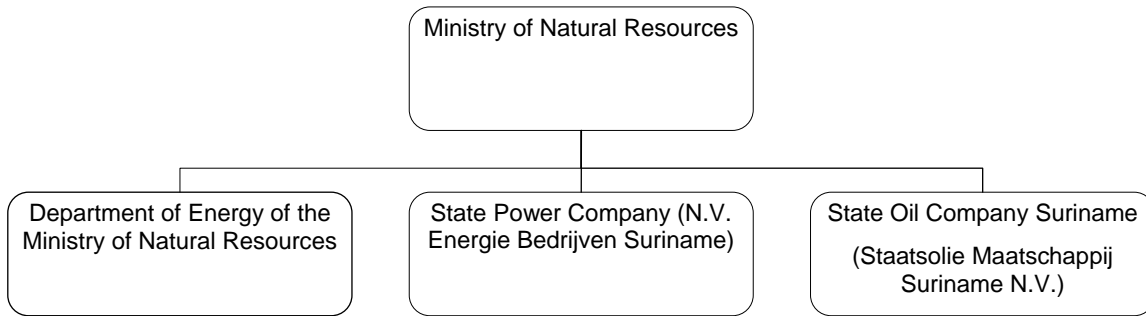 Ministry of Natural Resources
Department of Energy of the
Ministry of Natural Resources
State Power Company (N.V.
Energie Bedrijven Suriname)
State Oil Company Suriname
(Staatsolie Maatschappij
Suriname N.V.)